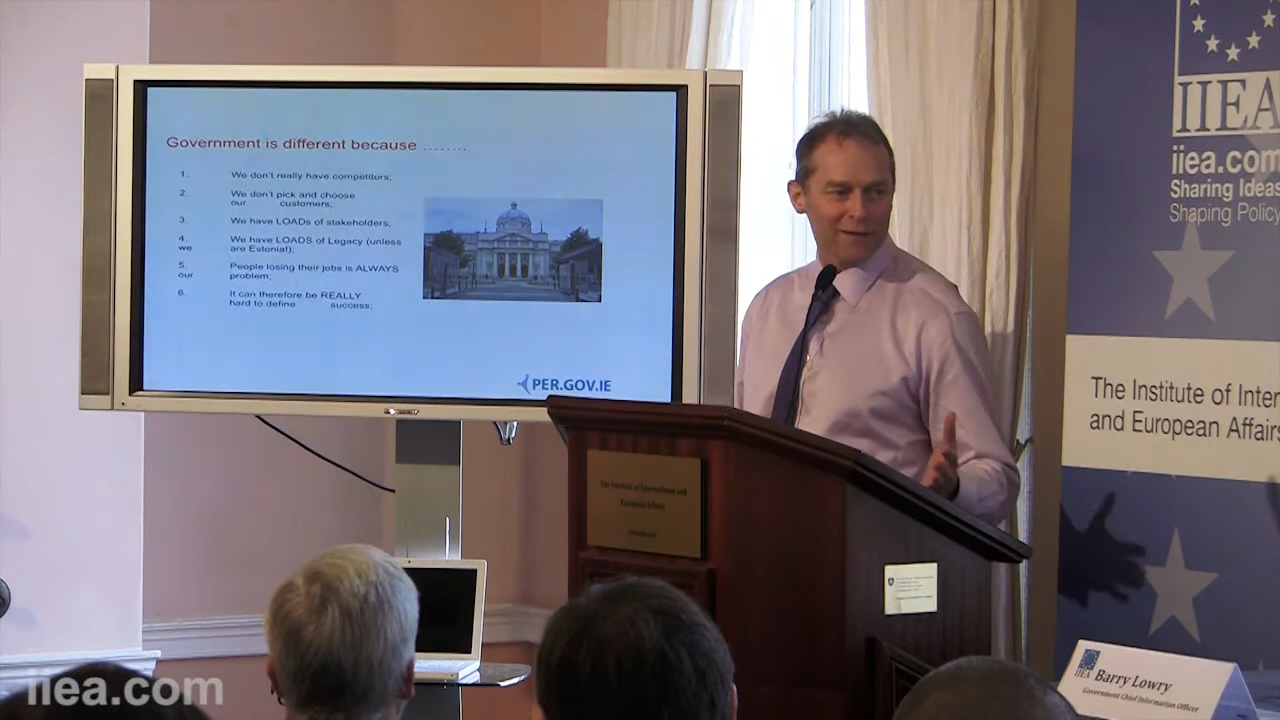 Government is different because ........
1. We don't really have competitors;
2. We don't pick and choose
our customers;
3. We have LOADs of stakeholders;
4. We have LOADS of Legacy (unless
we are Estonia!);
5. People losing their jobs is ALWAYS
our problem;
6. It can therefore be REALLY
hard to define success;
PER.GOV.IE
IIEA
iiea.com
Sharing Ideas
Shaping Policy
The Institute of Inter
and European Affairs
The Institute of International and
European Affairs
IIEA
Barry Lowry
Government Chief Information Officer
iiea.com